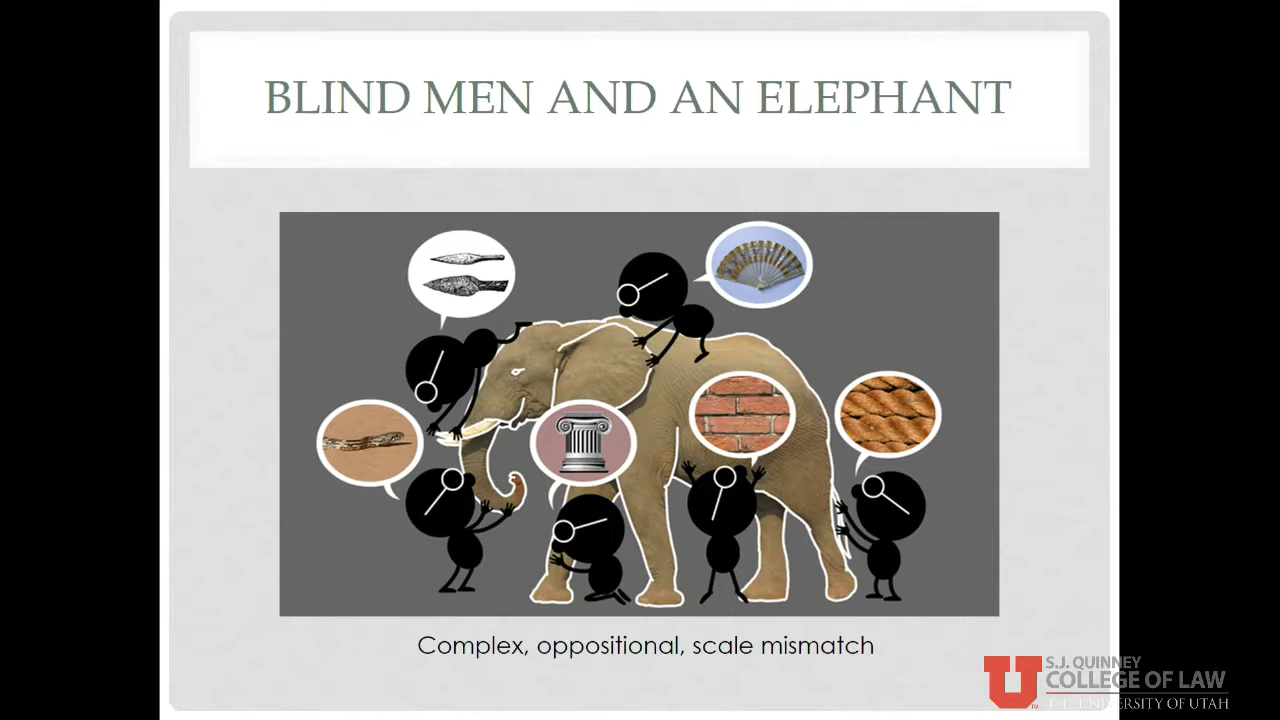 BLIND MEN AND AN ELEPHANT
Complex, oppositional, scale mismatch
S.J. QUINNEY
COLLEGE OF LAW
UNIVERSITY OF UTAH